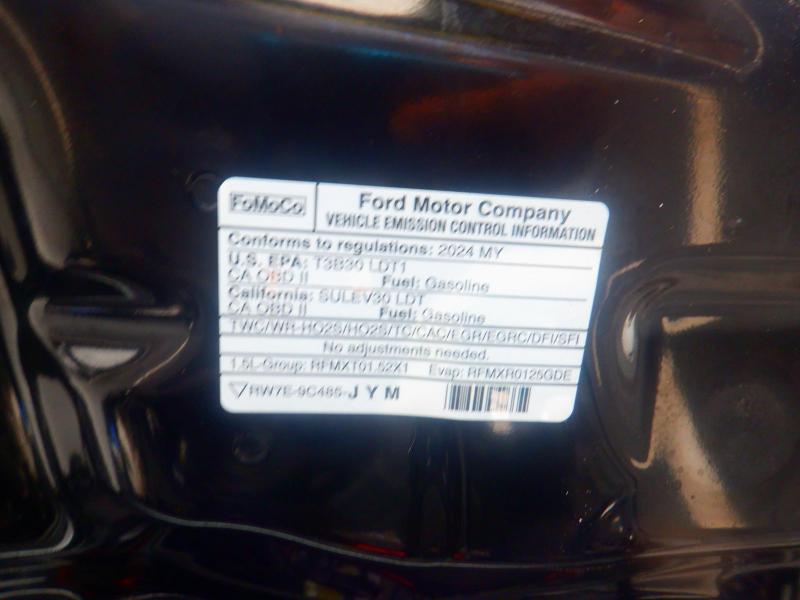 FoMoCo
Ford Motor Company
VEHICLE EMISSION CONTROL INFORMATION
Conforms to regulations: 2024 MY
U.S. EPA: T3B30 LDT1
CA OBD II Fuel: Gasoline
California: SULEV30 LDT
CA OBD II Fuel: Gasoline
TWC/WR-HO2S/HO2S/TC/CAC/EGR/EGRC/DFI/SFI
No adjustments needed.
1.5L-Group: RFMXT01.52X1 Evap: RFMXR0125GDE
RW7E-9C485-JYM